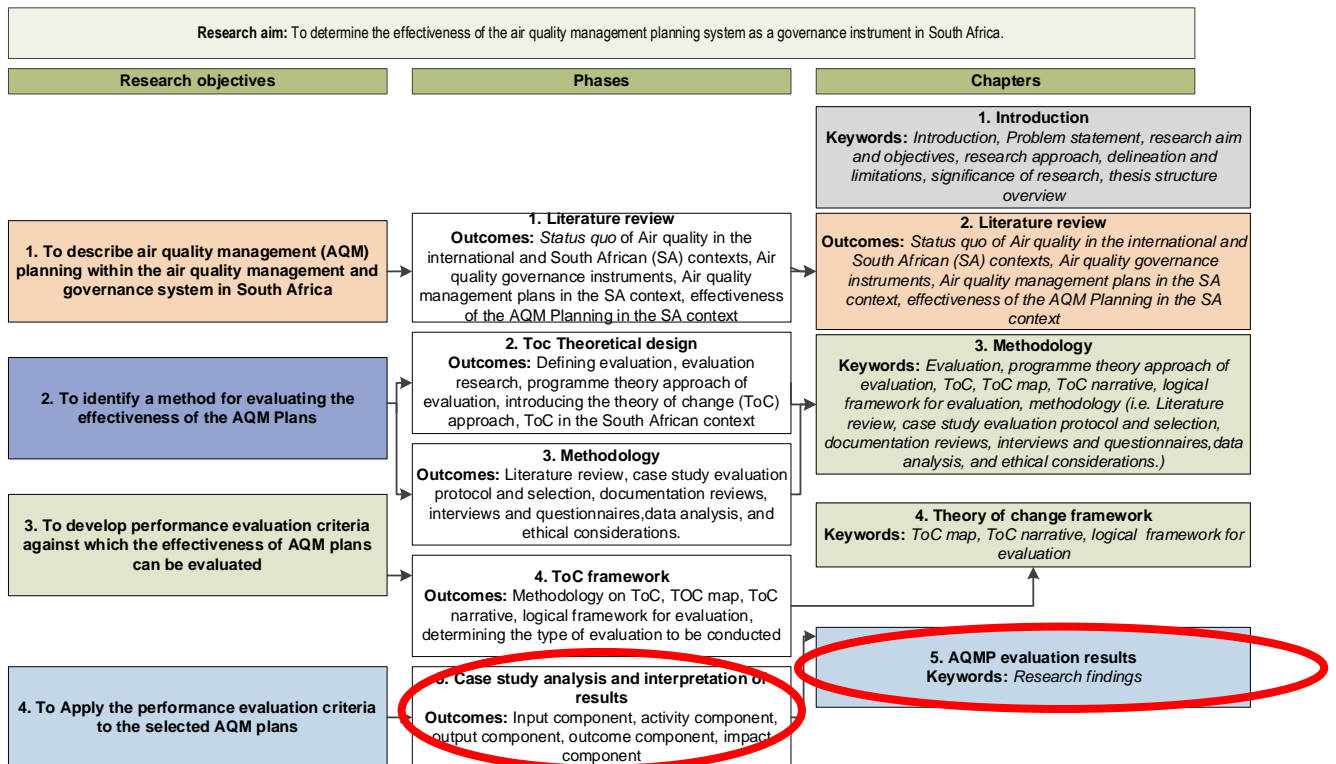 Research aim: To determine the effectiveness of the air quality management planning system as a governance instrument in South Africa.
Research objectives
Phases
Chapters
1. Introduction
Keywords: Introduction, Problem statement, research aim
and objectives, research approach, delineation and
limitations, significance of research, thesis structure
overview
1. To describe air quality management (AQM)
planning within the air quality management and
governance system in South Africa
1. Literature review
Outcomes: Status quo of Air quality in the
international and South African (SA) contexts, Air
quality governance instruments, Air quality
management plans in the SA context, effectiveness
of the AQM Planning in the SA context
2. Literature review
Outcomes: Status quo of Air quality in the international and
South African (SA) contexts, Air quality governance
instruments, Air quality management plans in the SA
context, effectiveness of the AQM Planning in the SA
context
2. To identify a method for evaluating the
effectiveness of the AQM Plans
2. Toc Theoretical design
Outcomes: Defining evaluation, evaluation
research, programme theory approach of
evaluation, introducing the theory of change (ToC)
approach, ToC in the South African context
3. Methodology
Outcomes: Literature review, case study evaluation
protocol and selection, documentation reviews,
interviews and questionnaires,data analysis, and
ethical considerations.
3. Methodology
Keywords: Evaluation, programme theory approach of
evaluation, ToC, ToC map, ToC narrative, logical
framework for evaluation, methodology (i.e. Literature
review, case study evaluation protocol and selection,
documentation reviews, interviews and questionnaires,data
analysis, and ethical considerations.)
3. To develop performance evaluation criteria
against which the effectiveness of AQM plans
can be evaluated
4. ToC framework
Outcomes: Methodology on ToC, TOC map, ToC
narrative, logical framework for evaluation,
determining the type of evaluation to be conducted
4. Theory of change framework
Keywords: ToC map, ToC narrative, logical framework for
evaluation
4. To Apply the performance evaluation criteria
to the selected AQM plans
5. Case study analysis and interpretation of
results
Outcomes: Input component, activity component,
output component, outcome component, impact
component
5. AQMP evaluation results
Keywords: Research findings